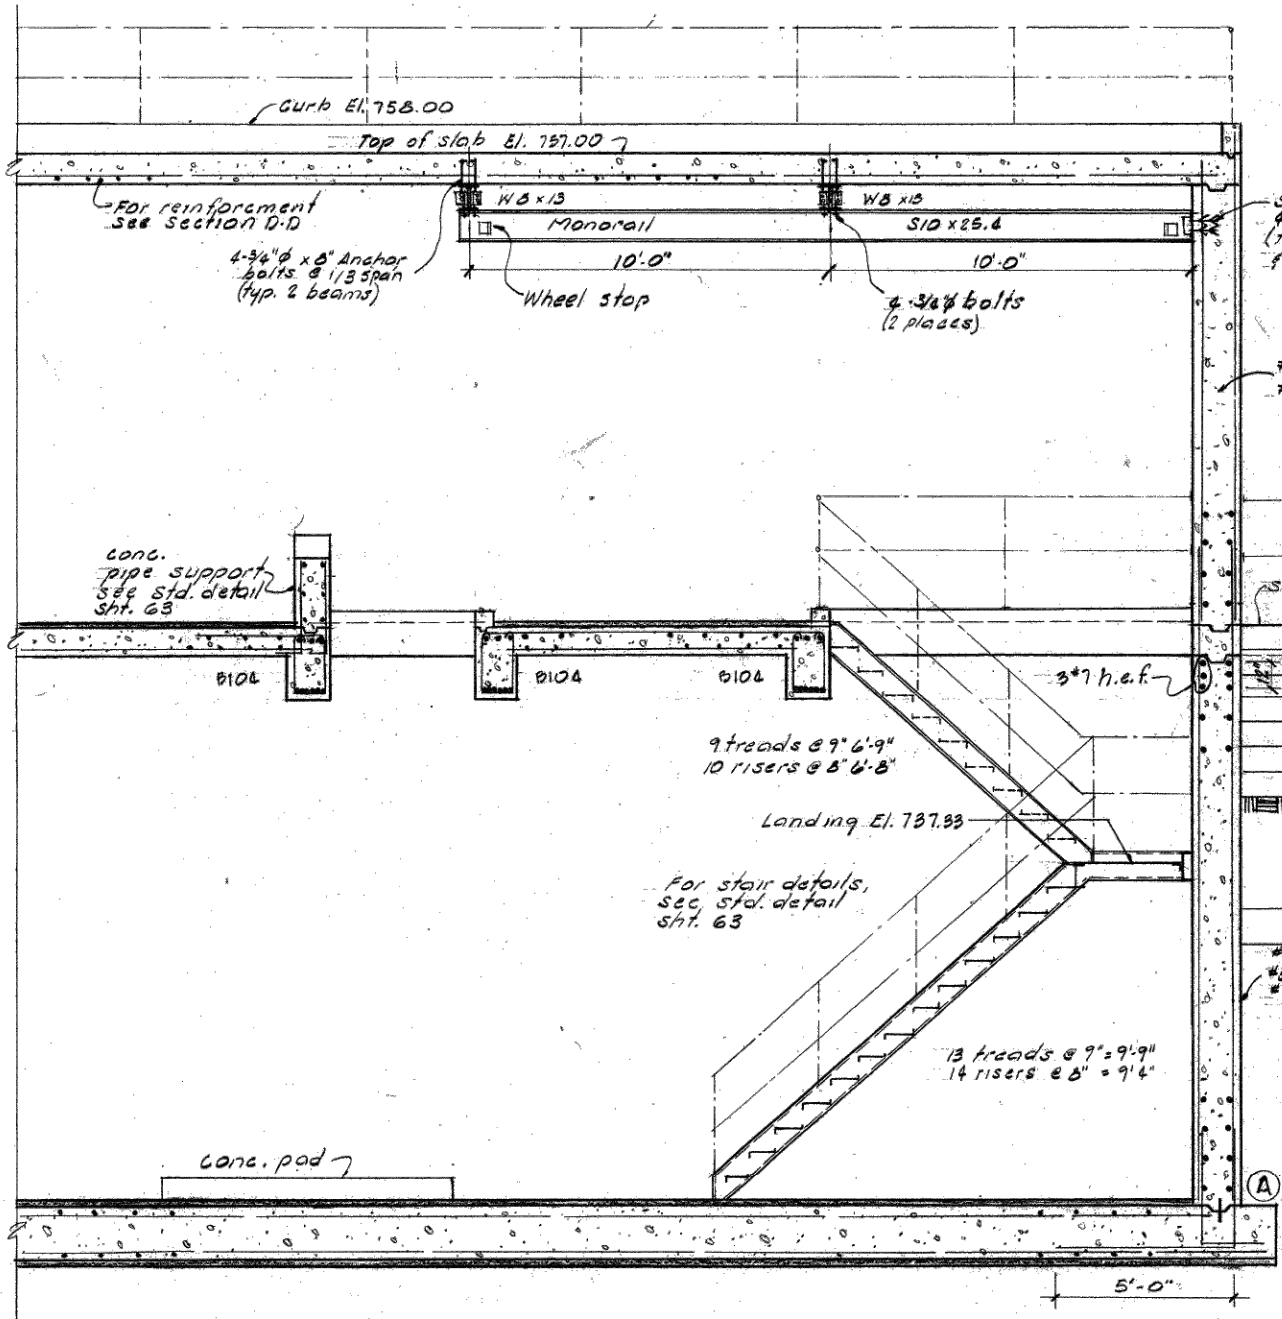 Curb El. 758.00
Top of slab El. 757.00
For reinforcement
see Section D-D
W8 x 13
W8 x 13
Monorail
S10 x 25.4
4-3/4"φ x 8" Anchor
bolts @ 1/3 span
(typ. 2 beams)
10'-0"
10'-0"
Wheel stop
4-3/4"φ bolts
(2 places)
conc.
pipe support
see std. detail
sht. 63
B104
B104
B104
3#7 h.e.f.
12"
9 treads @ 9" 6'-9"
10 risers @ 8" 6'-8"
Landing El. 737.33
For stair details,
see std. detail
sht. 63
13 treads @ 9" = 9'-9"
14 risers @ 8" = 9'4"
conc. pad
A
5'-0"